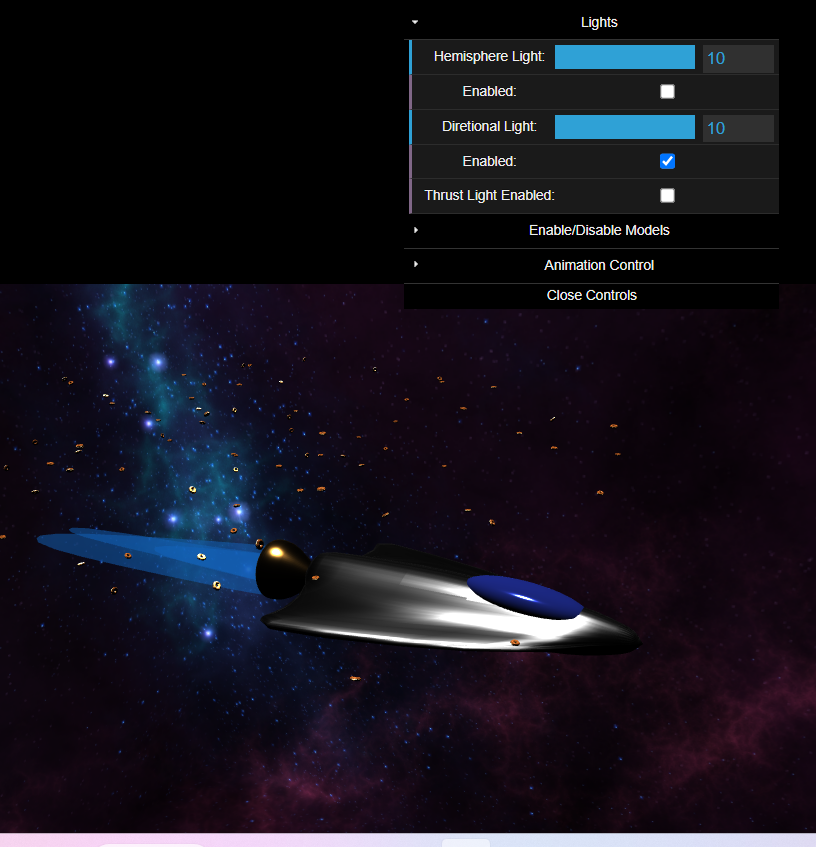 Lights
Hemisphere Light: 10
Enabled:
Diretional Light: 10
Enabled:
Thrust Light Enabled:
Enable/Disable Models
Animation Control
Close Controls